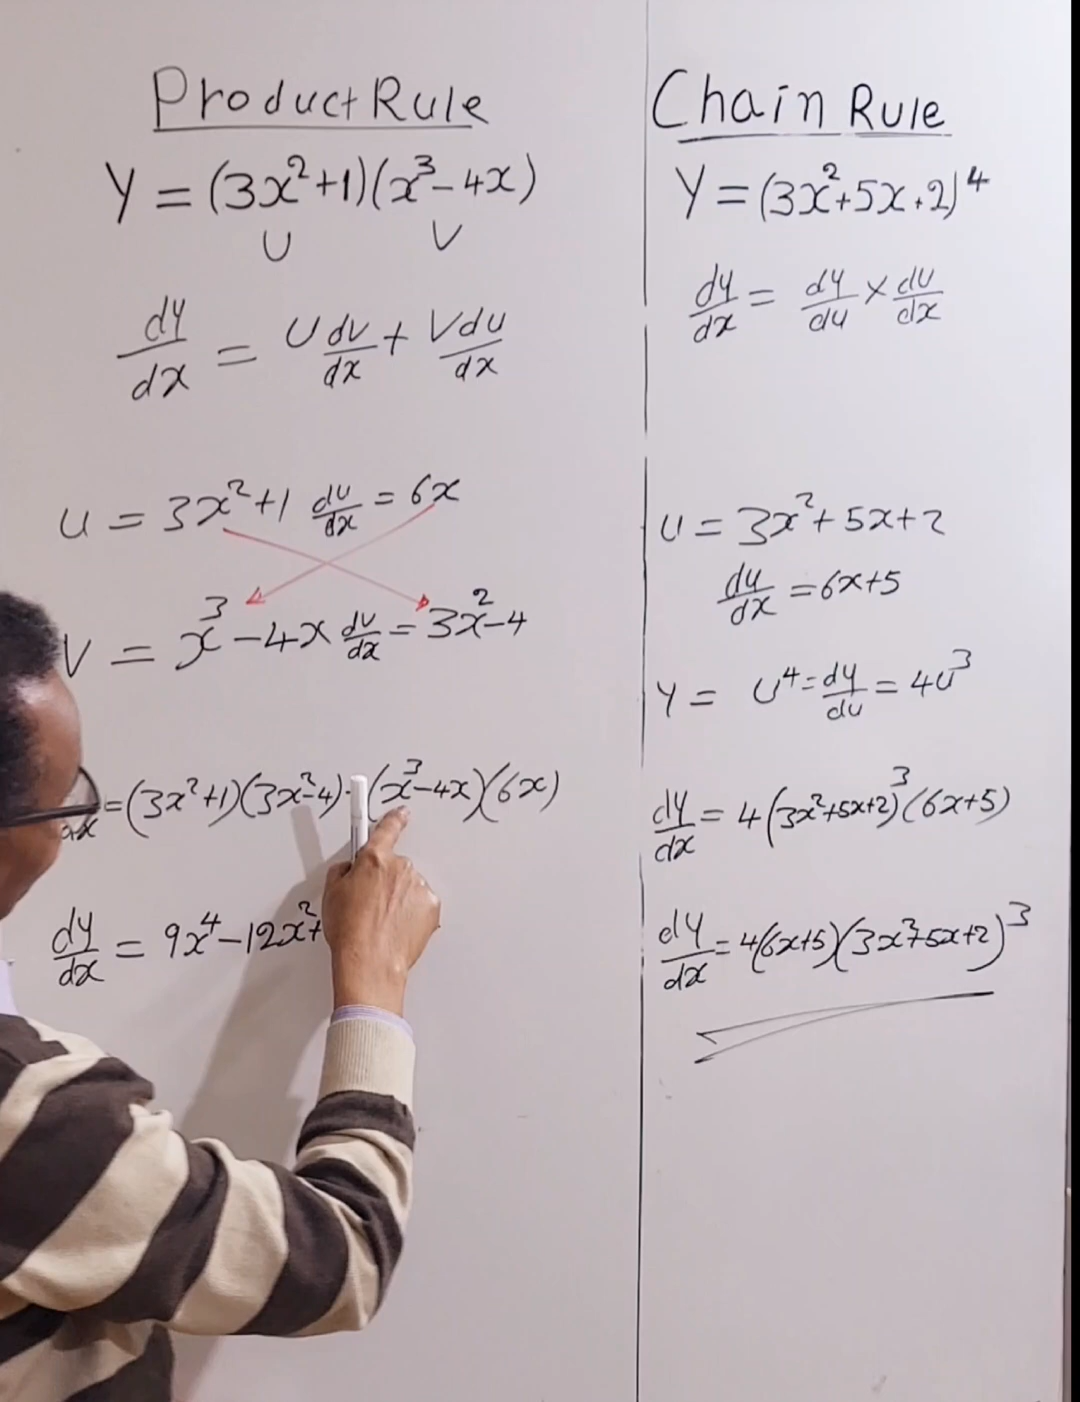 Product Rule
Y = (3x²+1)(x³-4x)
U V
dy/dx = U dv/dx + V du/dx
u = 3x²+1 du/dx = 6x
V = x³-4x dv/dx = 3x²-4
= (3x²+1)(3x²-4) (x³-4x)(6x)
dx
dy/dx = 9x⁴-12x²+
Chain Rule
Y = (3x²+5x+2)⁴
dy/dx = dy/du × du/dx
U = 3x²+5x+2
du/dx = 6x+5
Y = U⁴ = dy/du = 4U³
dy/dx = 4(3x²+5x+2)³(6x+5)
dy/dx = 4(6x+5)(3x²+5x+2)³